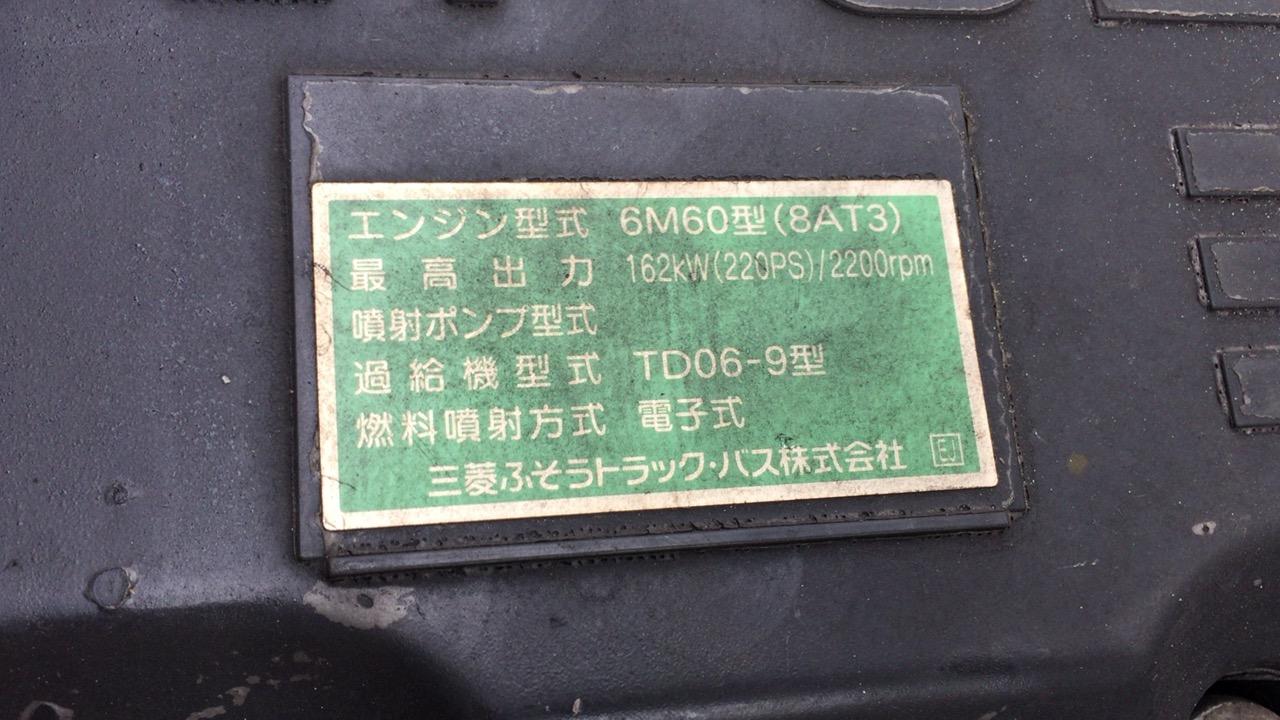 エンジン型式 6M60型(8AT3)
最高出力 162kW(220PS)/2200rpm
噴射ポンプ型式
過給機型式 TD06-9型
燃料噴射方式 電子式
三菱ふそうトラック・バス株式会社 EJ